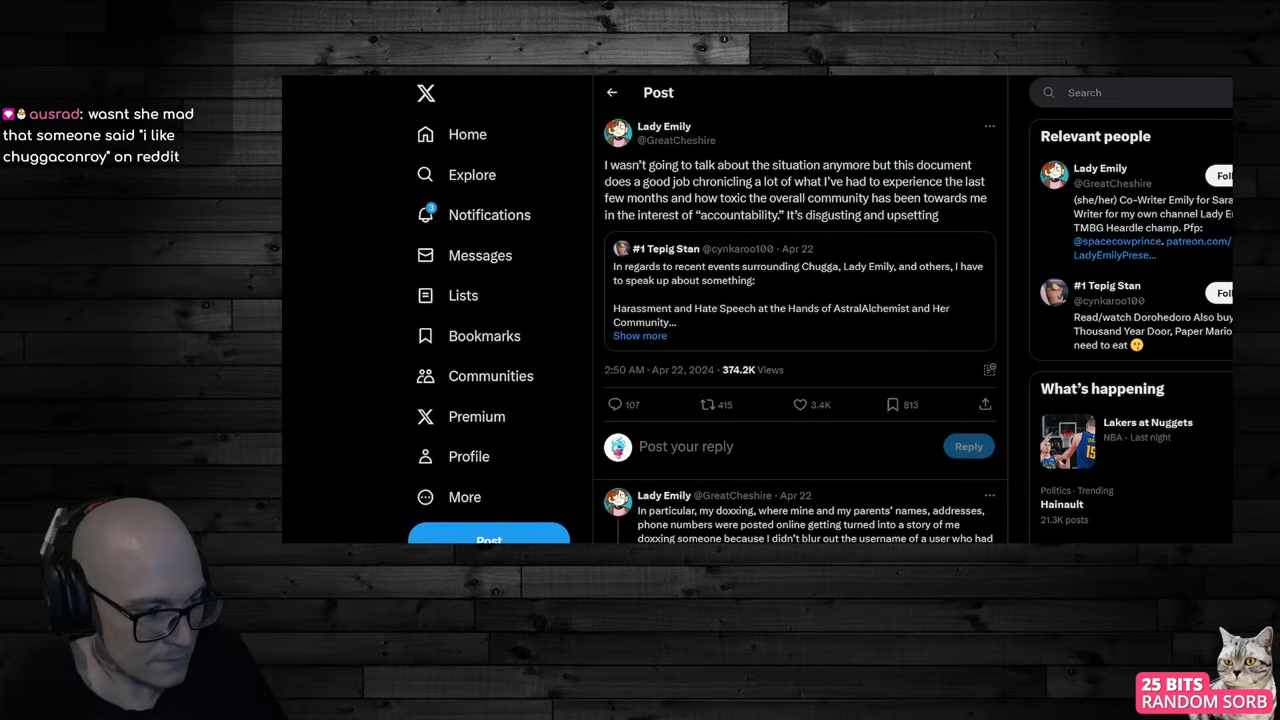 ausrad: wasnt she mad
that someone said "i like
chuggaconroy" on reddit
Home
Explore
3
Notifications
Messages
Lists
Bookmarks
Communities
Premium
Profile
More
Post
Post
Lady Emily
@GreatCheshire
I wasn't going to talk about the situation anymore but this document
does a good job chronicling a lot of what I've had to experience the last
few months and how toxic the overall community has been towards me
in the interest of "accountability." It's disgusting and upsetting
#1 Tepig Stan @cynkaroo100 · Apr 22
In regards to recent events surrounding Chugga, Lady Emily, and others, I have
to speak up about something:
Harassment and Hate Speech at the Hands of AstralAlchemist and Her
Community...
Show more
2:50 AM · Apr 22, 2024 · 374.2K Views
107 415 3.4K 813
Post your reply
Reply
Lady Emily @GreatCheshire · Apr 22
In particular, my doxxing, where mine and my parents' names, addresses,
phone numbers were posted online getting turned into a story of me
doxxing someone because I didn't blur out the username of a user who had
Search
Relevant people
Lady Emily
Foll
@GreatCheshire
(she/her) Co-Writer Emily for Sara
Writer for my own channel Lady E
TMBG Heardle champ. Pfp:
@spacecowprince. patreon.com/
LadyEmilyPrese...
#1 Tepig Stan
Foll
@cynkaroo100
Read/watch Dorohedoro Also buy
Thousand Year Door, Paper Mario
need to eat 😗
What's happening
Lakers at Nuggets
NBA · Last night
Politics · Trending
Hainault
21.3K posts
25 BITS
RANDOM SORB